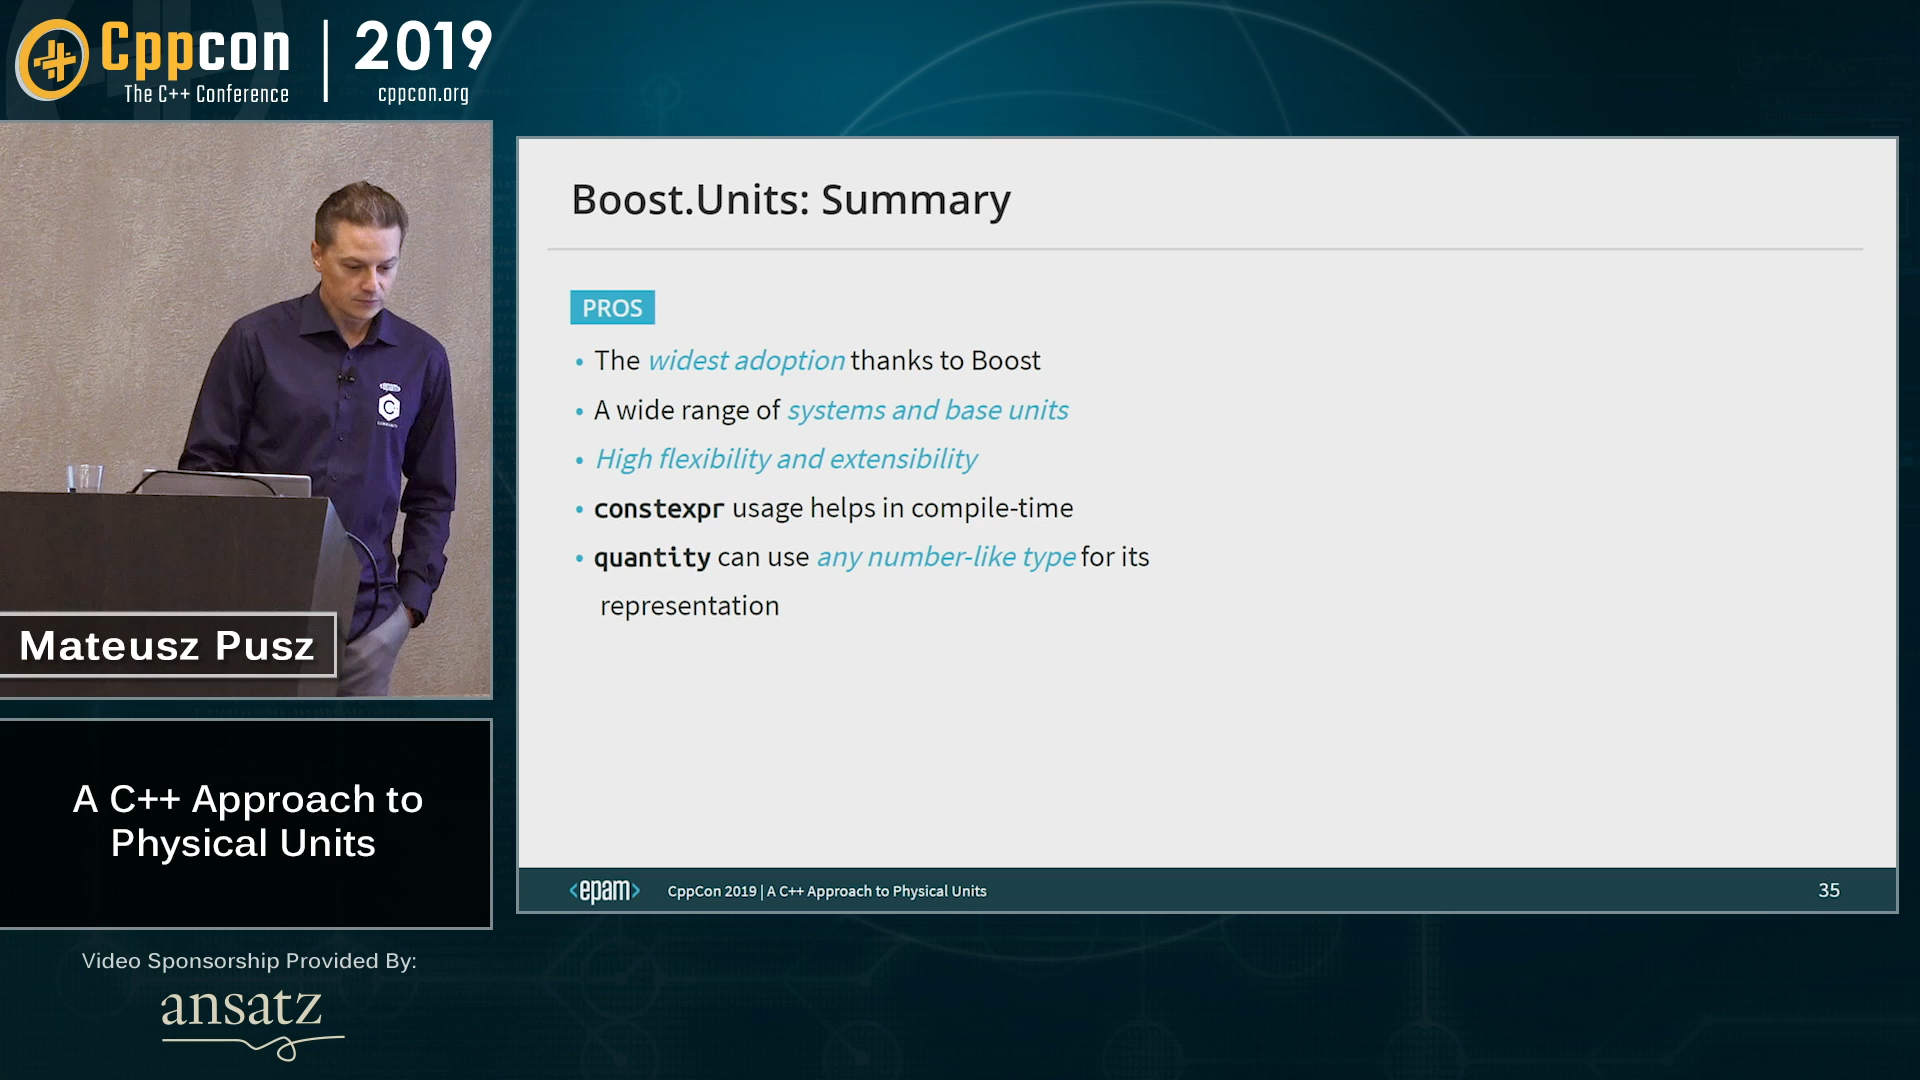 Cppcon | 2019
The C++ Conference
cppcon.org
Mateusz Pusz
A C++ Approach to
Physical Units
Video Sponsorship Provided By:
ansatz
Boost.Units: Summary
PROS
• The widest adoption thanks to Boost
• A wide range of systems and base units
• High flexibility and extensibility
• constexpr usage helps in compile-time
• quantity can use any number-like type for its
representation
<epam> CppCon 2019 | A C++ Approach to Physical Units 35